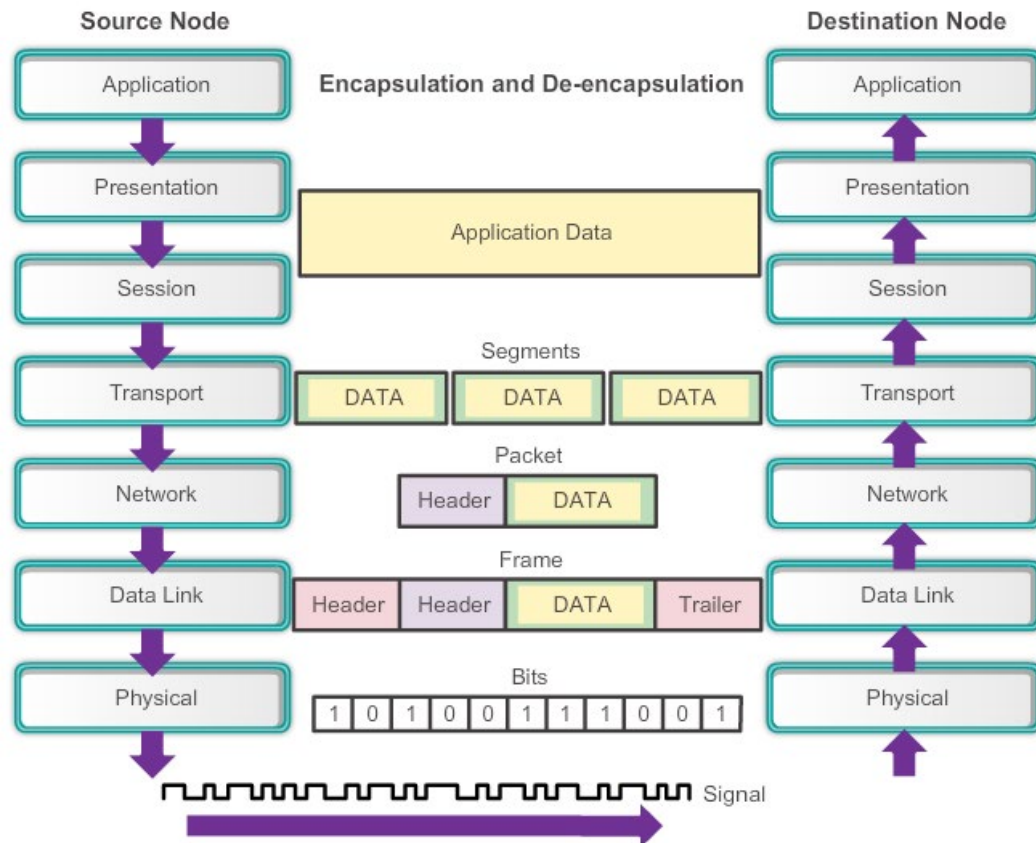 Source Node
Destination Node
Application
Encapsulation and De-encapsulation
Application
Presentation
Application Data
Presentation
Session
Session
Segments
Transport
DATA DATA DATA
Transport
Packet
Network
Header DATA
Network
Frame
Data Link
Header Header DATA Trailer
Data Link
Bits
Physical
1 0 1 0 0 1 1 1 0 0 1
Physical
Signal